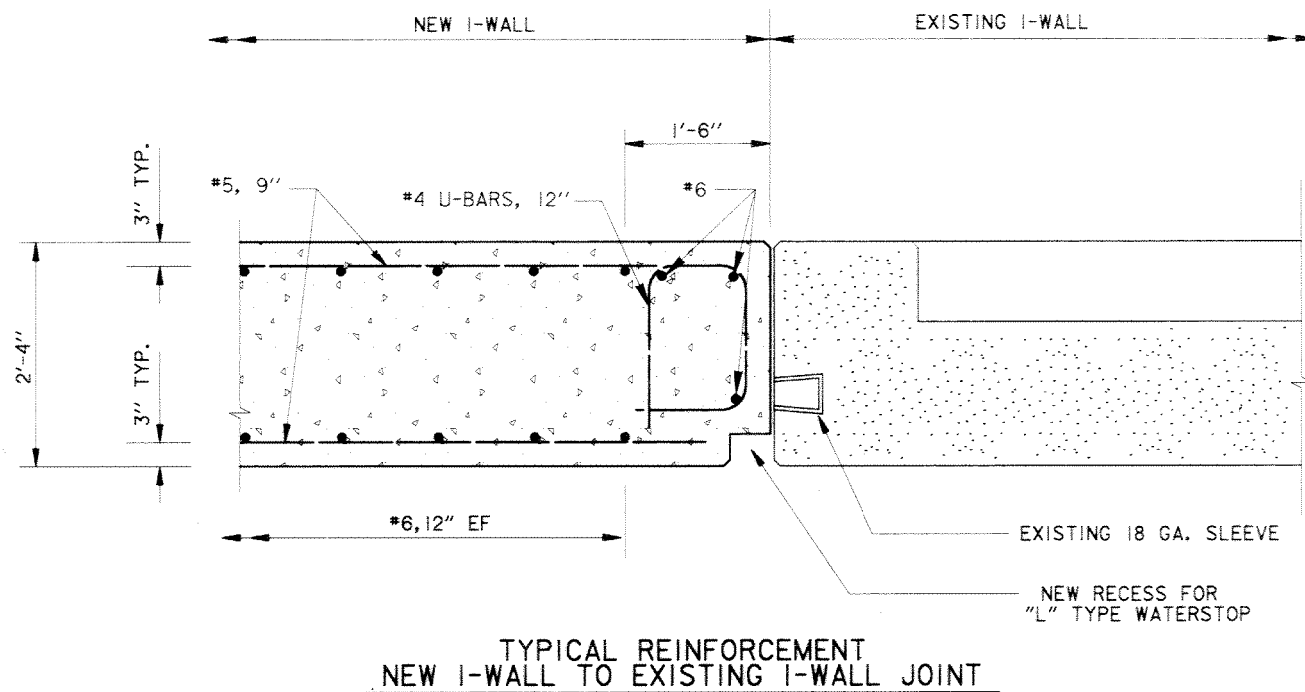 NEW I-WALL
EXISTING I-WALL
1'-6"
3" TYP.
#5, 9"
#4 U-BARS, 12"
#6
2'-4"
3" TYP.
#6,12" EF
EXISTING 18 GA. SLEEVE
NEW RECESS FOR
"L" TYPE WATERSTOP
TYPICAL REINFORCEMENT
NEW I-WALL TO EXISTING I-WALL JOINT